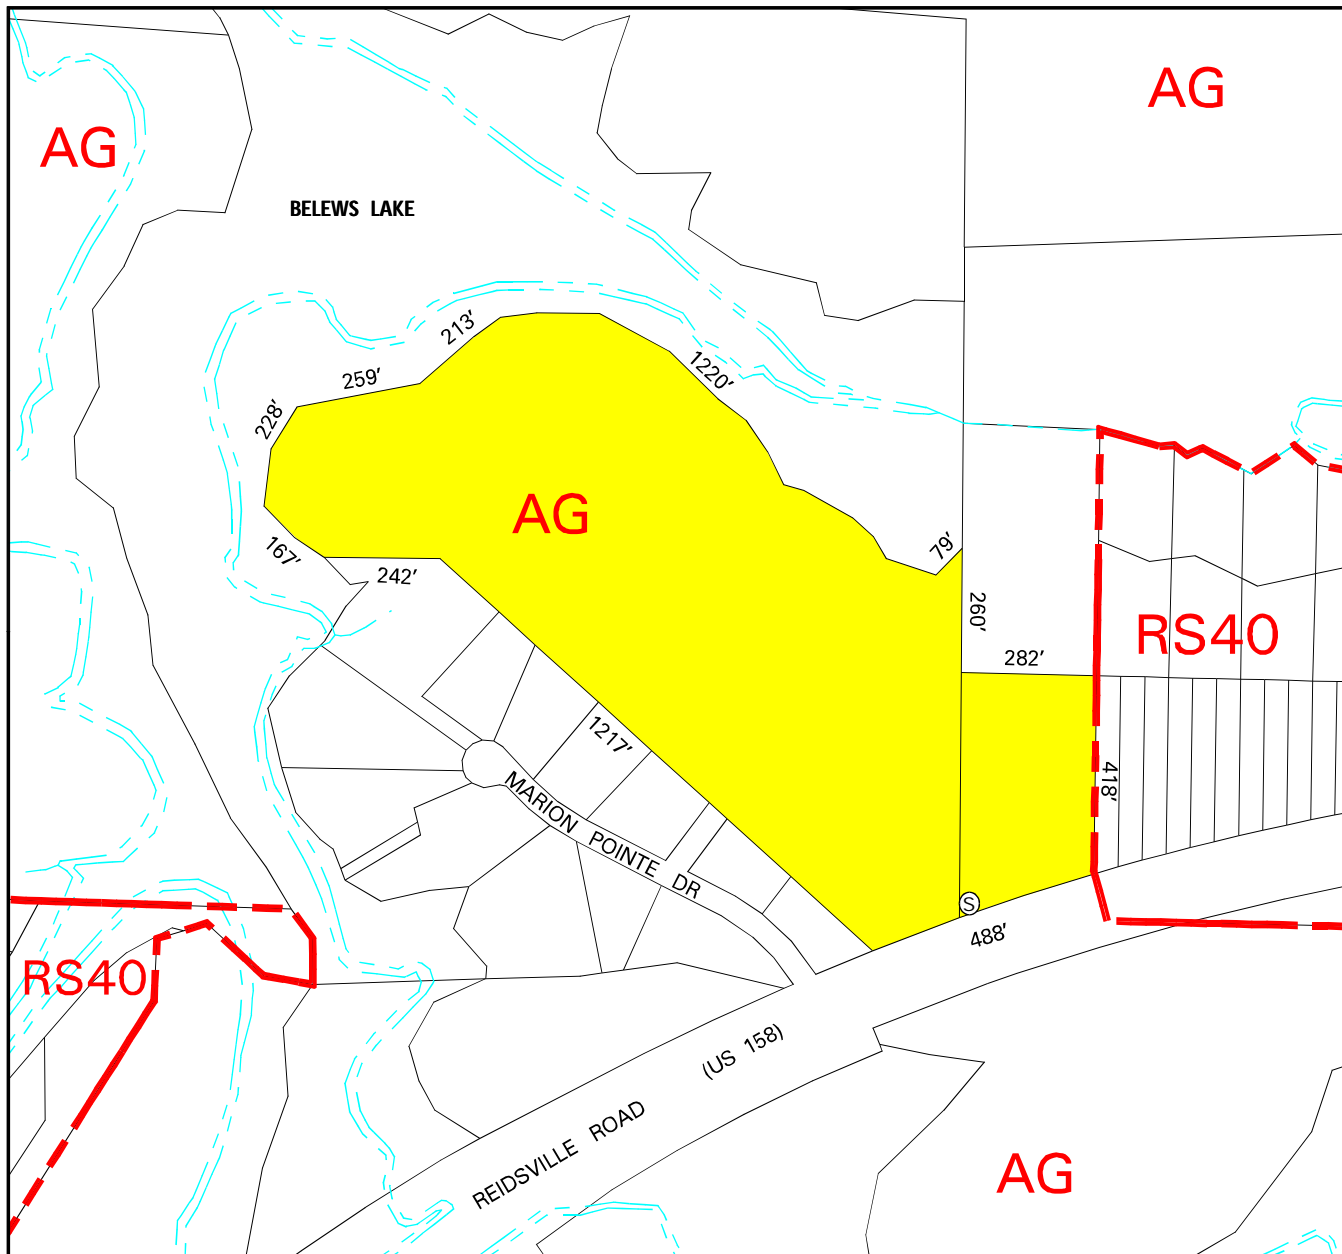 AG
AG
BELEWS LAKE
213'
1220'
259'
228'
AG
79'
167'
242'
260'
RS40
282'
1217'
418'
MARION POINTE DR
S
488'
RS40
(US 158)
REIDSVILLE ROAD
AG